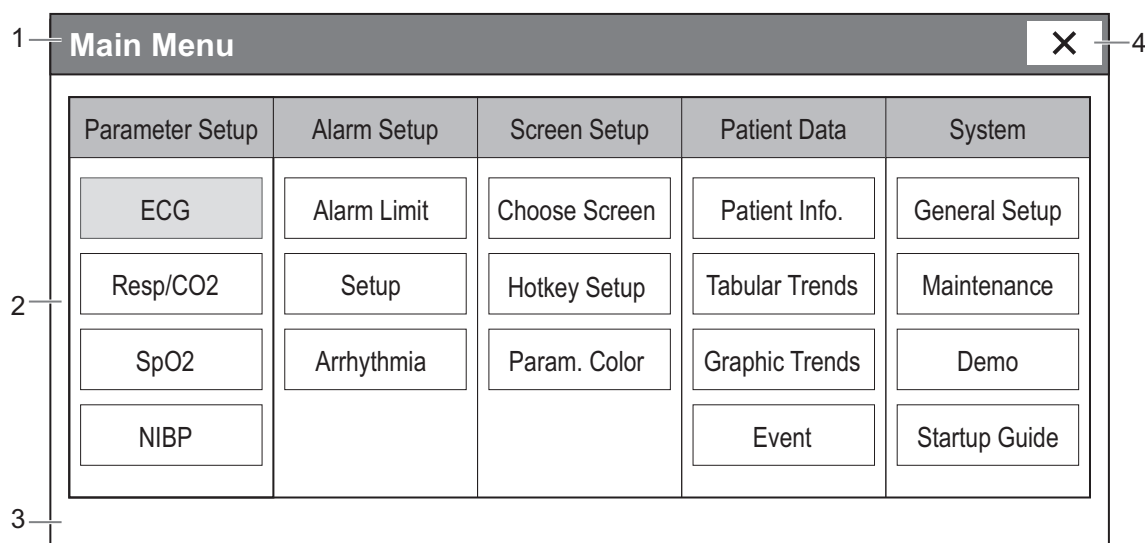 1 Main Menu 4
Parameter Setup Alarm Setup Screen Setup Patient Data System
ECG Alarm Limit Choose Screen Patient Info. General Setup
Resp/CO2 Setup Hotkey Setup Tabular Trends Maintenance
2
SpO2 Arrhythmia Param. Color Graphic Trends Demo
NIBP Event Startup Guide
3